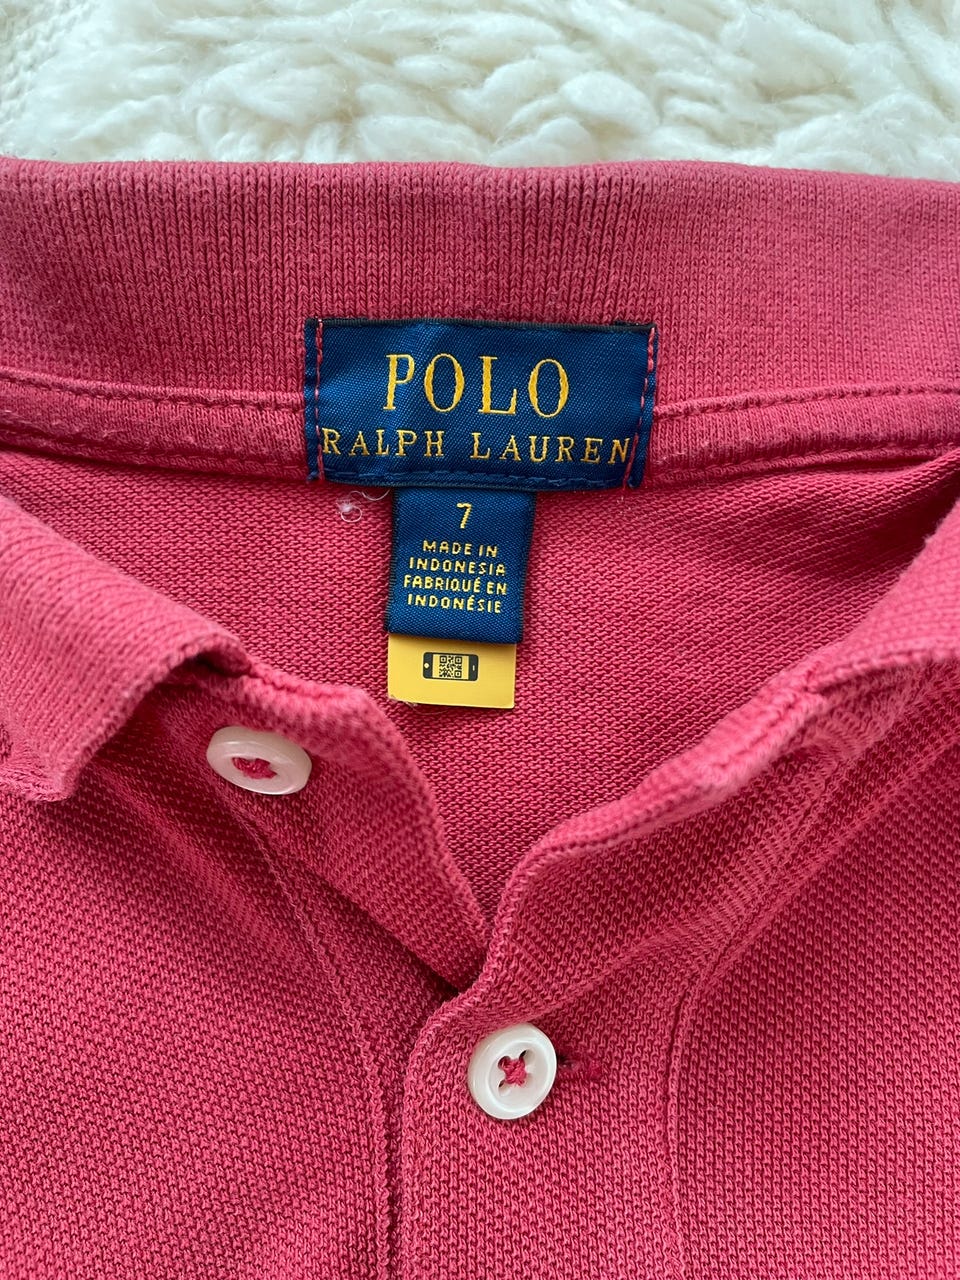 POLO
RALPH LAUREN
7
MADE IN
INDONESIA
FABRIQUÉ EN
INDONÉSIE